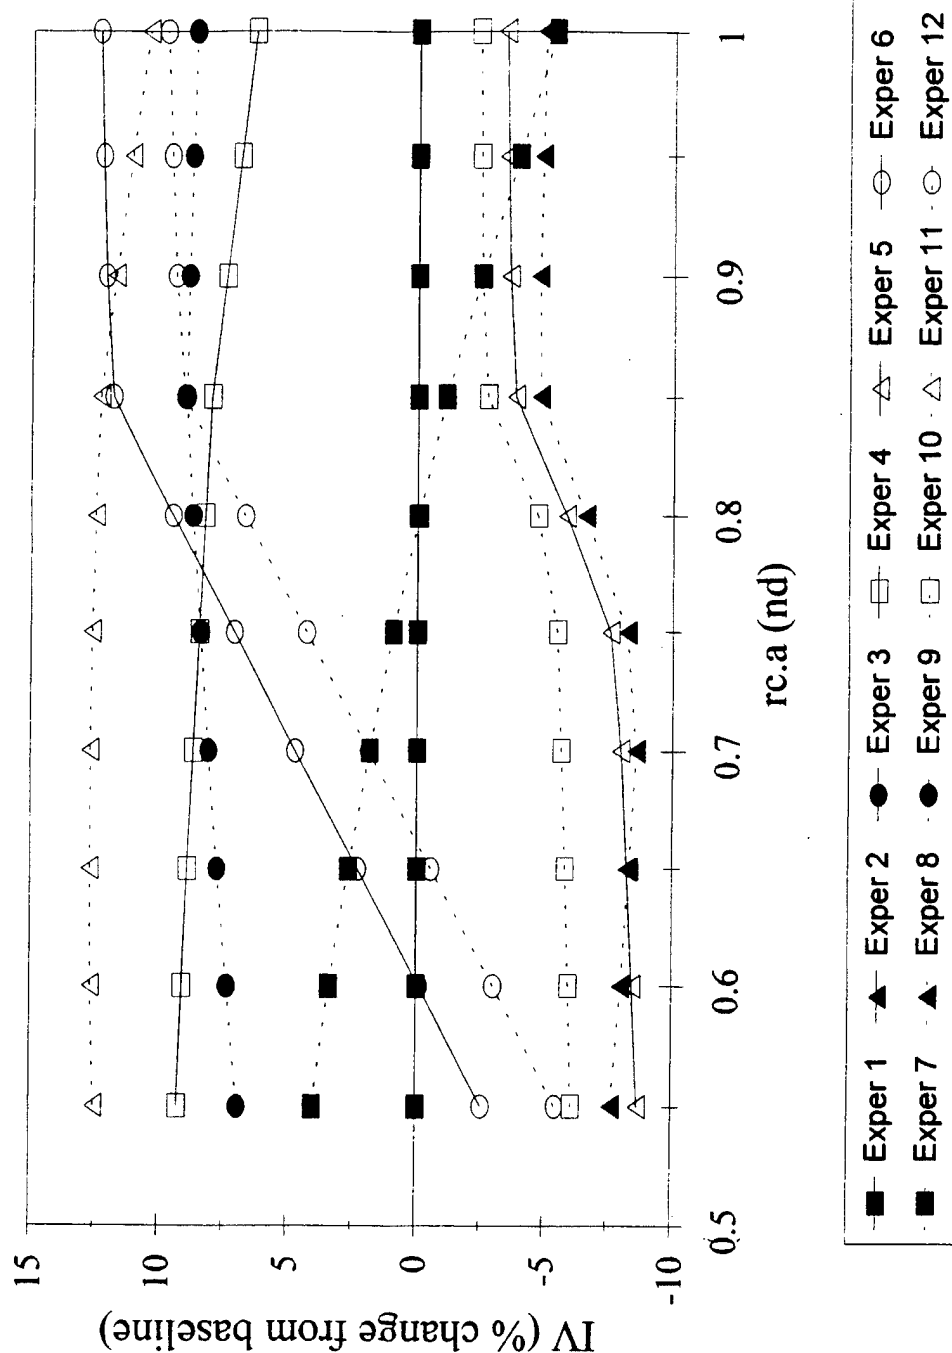 IV (% change from baseline)
15
10
5
0
-5
-10
0.5
0.6
0.7
0.8
0.9
1
rc.a (nd)
Exper 1
Exper 2
Exper 3
Exper 4
Exper 5
Exper 6
Exper 7
Exper 8
Exper 9
Exper 10
Exper 11
Exper 12